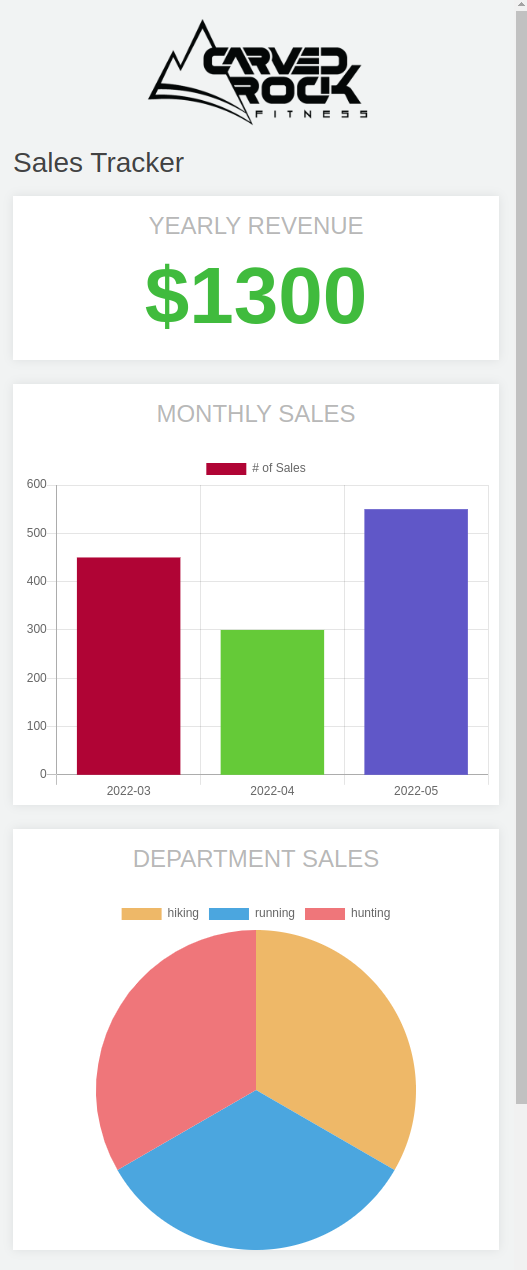 CARVED
ROCK
FITNESS
Sales Tracker
YEARLY REVENUE
$1300
MONTHLY SALES
# of Sales
600
500
400
300
200
100
0
2022-03 2022-04 2022-05
DEPARTMENT SALES
hiking running hunting